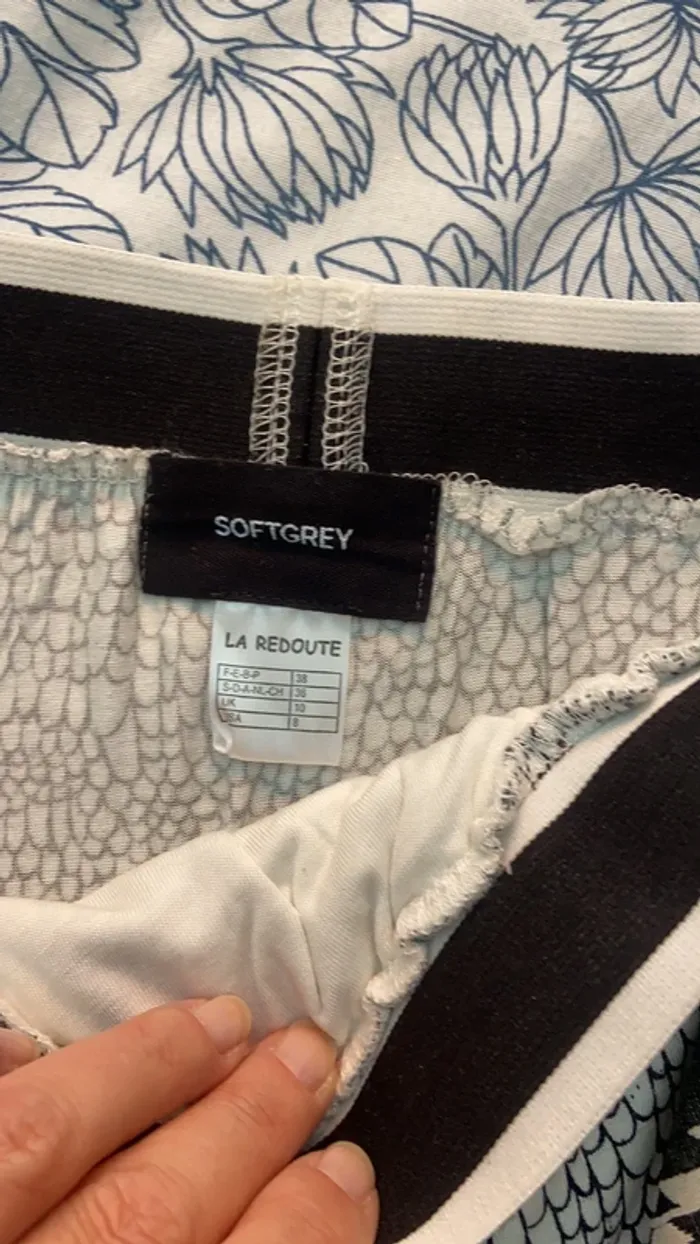 SOFTGREY
LA REDOUTE
F-E-B-P 38
S-D-A-NL-CH 36
UK 10
USA 8